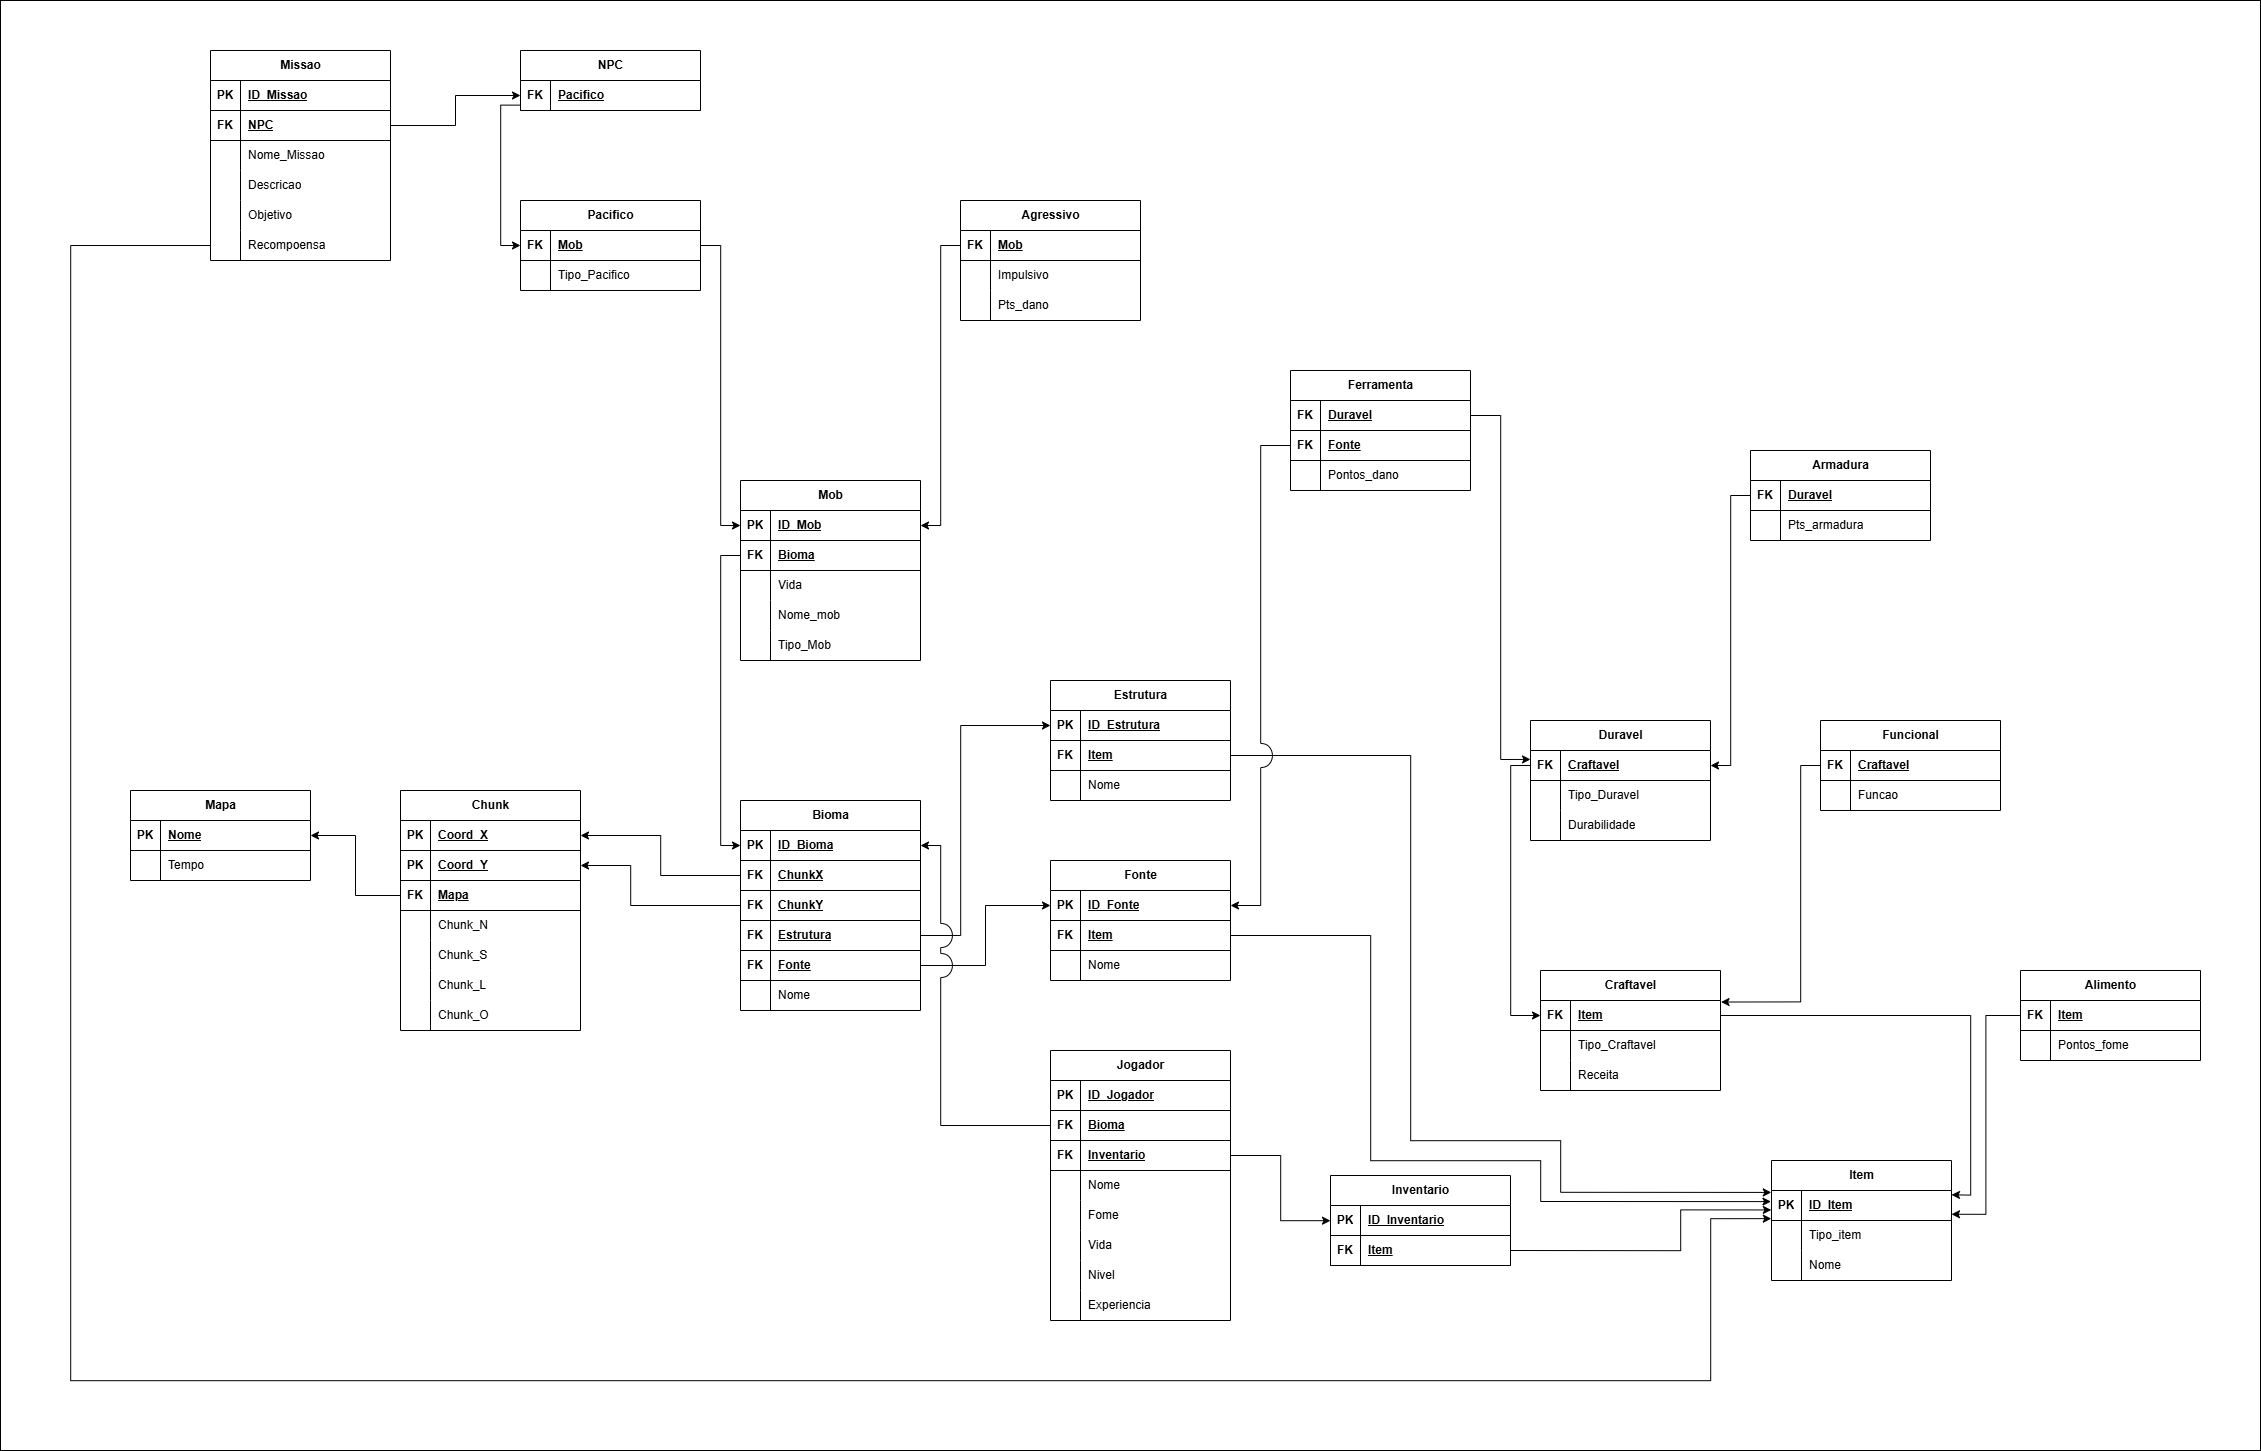 Missao
PK ID_Missao
FK NPC
Nome_Missao
Descricao
Objetivo
Recompoensa
NPC
FK Pacifico
Pacifico
FK Mob
Tipo_Pacifico
Agressivo
FK Mob
Impulsivo
Pts_dano
Ferramenta
FK Duravel
FK Fonte
Pontos_dano
Armadura
FK Duravel
Pts_armadura
Mob
PK ID_Mob
FK Bioma
Vida
Nome_mob
Tipo_Mob
Estrutura
PK ID_Estrutura
FK Item
Nome
Duravel
FK Craftavel
Tipo_Duravel
Durabilidade
Funcional
FK Craftavel
Funcao
Mapa
PK Nome
Tempo
Chunk
PK Coord_X
PK Coord_Y
FK Mapa
Chunk_N
Chunk_S
Chunk_L
Chunk_O
Bioma
PK ID_Bioma
FK ChunkX
FK ChunkY
FK Estrutura
FK Fonte
Nome
Fonte
PK ID_Fonte
FK Item
Nome
Craftavel
FK Item
Tipo_Craftavel
Receita
Alimento
FK Item
Pontos_fome
Jogador
PK ID_Jogador
FK Bioma
FK Inventario
Nome
Fome
Vida
Nivel
Experiencia
Inventario
PK ID_Inventario
FK Item
Item
PK ID_Item
Tipo_item
Nome